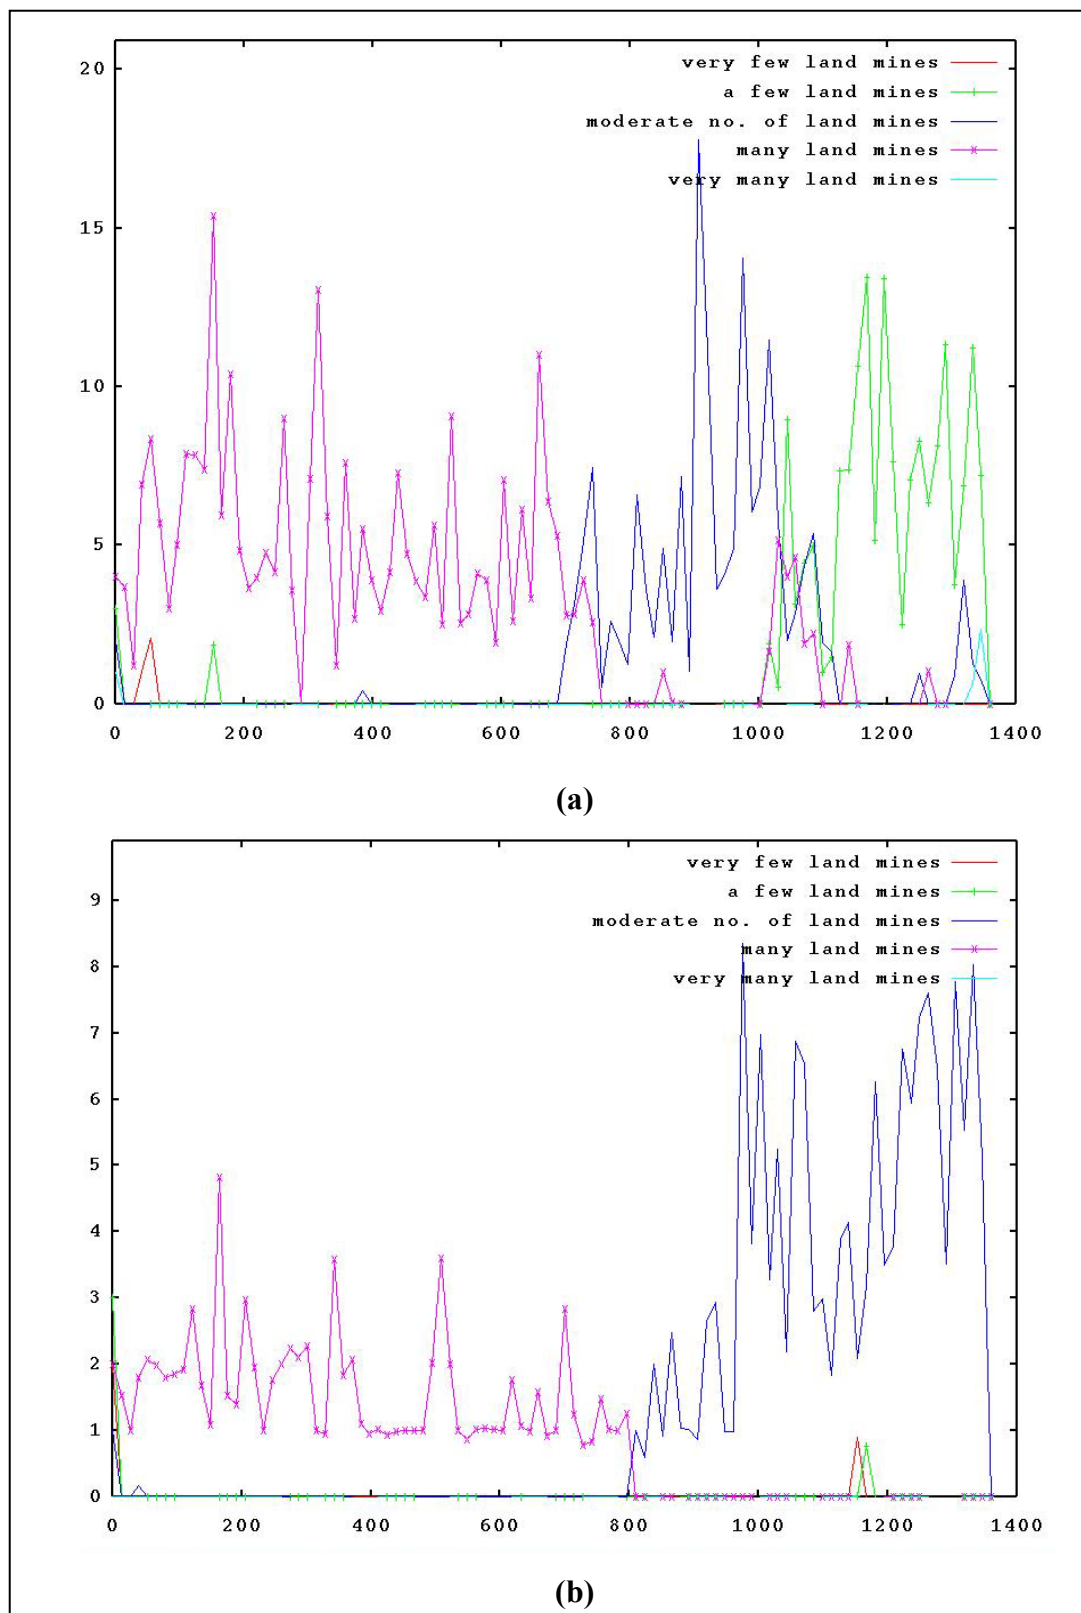 20
very few land mines
a few land mines
moderate no. of land mines
many land mines
very many land mines
15
10
5
0
0 200 400 600 800 1000 1200 1400
(a)
9
very few land mines
a few land mines
moderate no. of land mines
many land mines
8
very many land mines
7
6
5
4
3
2
1
0
0 200 400 600 800 1000 1200 1400
(b)